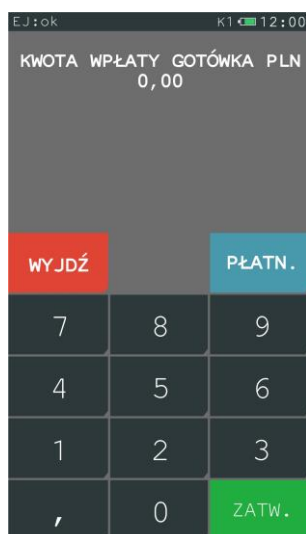 EJ:ok K1 12:00
KWOTA WPŁATY GOTÓWKA PLN
0,00
WYJDŹ PŁATN.
7 8 9
4 5 6
1 2 3
, 0 ZATW.